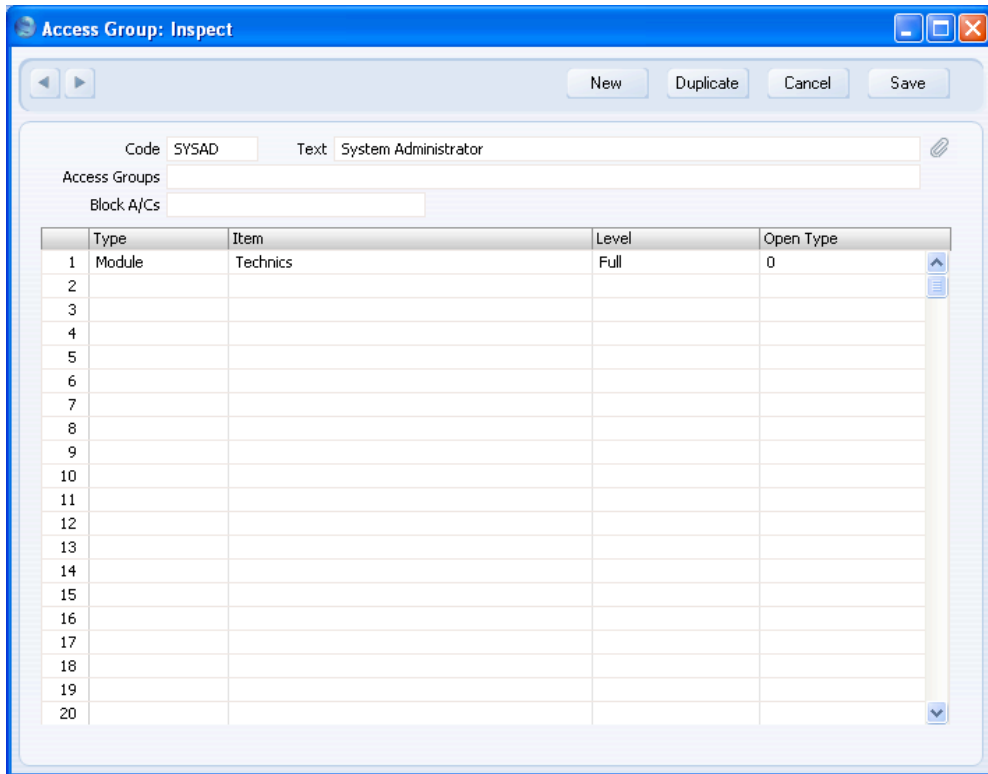 Access Group: Inspect
New Duplicate Cancel Save
Code SYSAD Text System Administrator
Access Groups
Block A/Cs
Type Item Level Open Type
1 Module Technics Full 0
2
3
4
5
6
7
8
9
10
11
12
13
14
15
16
17
18
19
20